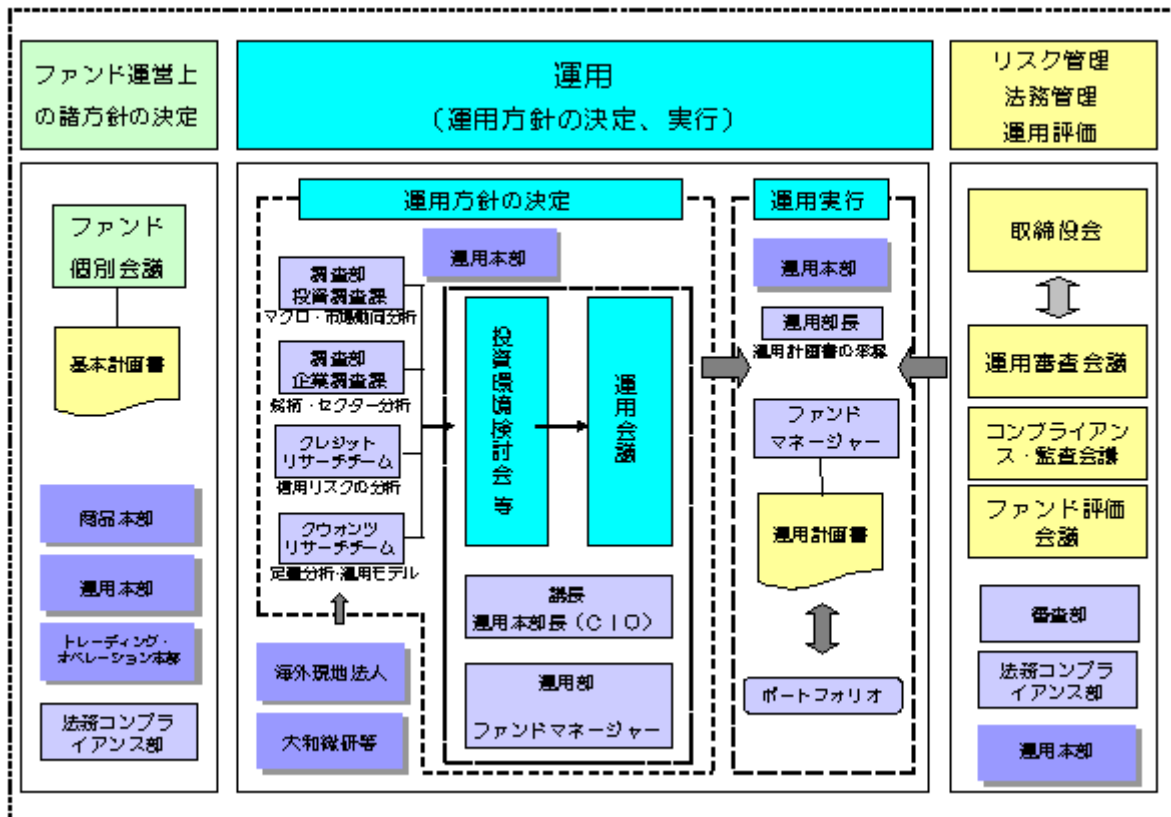 ファンド運営上
の諸方針の決定
運用
（運用方針の決定、実行）
リスク管理
法務管理
運用評価
ファンド
個別会議
基本計画書
商品本部
運用本部
トレーディング・
オペレーション本部
法務コンプラ
イアンス部
運用方針の決定
運用本部
調査部
投資調査課
マクロ・市場動向分析
調査部
企業調査課
銘柄・セクター分析
クレジット
リサーチチーム
信用リスクの分析
クウォンツ
リサーチチーム
定量分析・運用モデル
海外現地法人
大和総研等
投資環境検討会 等
運用会議
議長
運用本部長（ＣＩＯ）
運用部
ファンドマネージャー
運用実行
運用本部
運用部長
運用計画書の承認
ファンド
マネージャー
運用計画書
ポートフォリオ
取締役会
運用審査会議
コンプライアン
ス・監査会議
ファンド評価
会議
審査部
法務コンプラ
イアンス部
運用本部